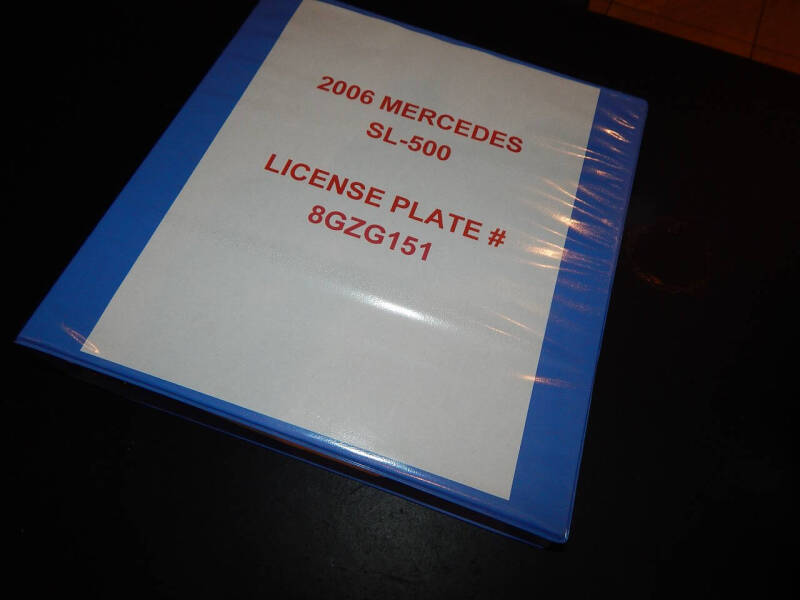 2006 MERCEDES
SL-500
LICENSE PLATE #
8GZG151